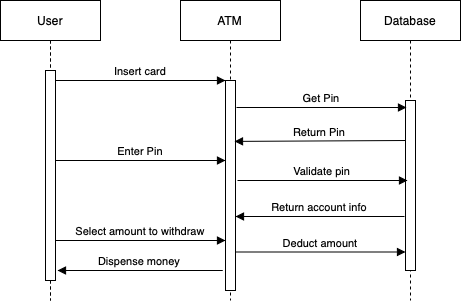 User
ATM
Database
Insert card
Get Pin
Return Pin
Enter Pin
Validate pin
Return account info
Select amount to withdraw
Deduct amount
Dispense money